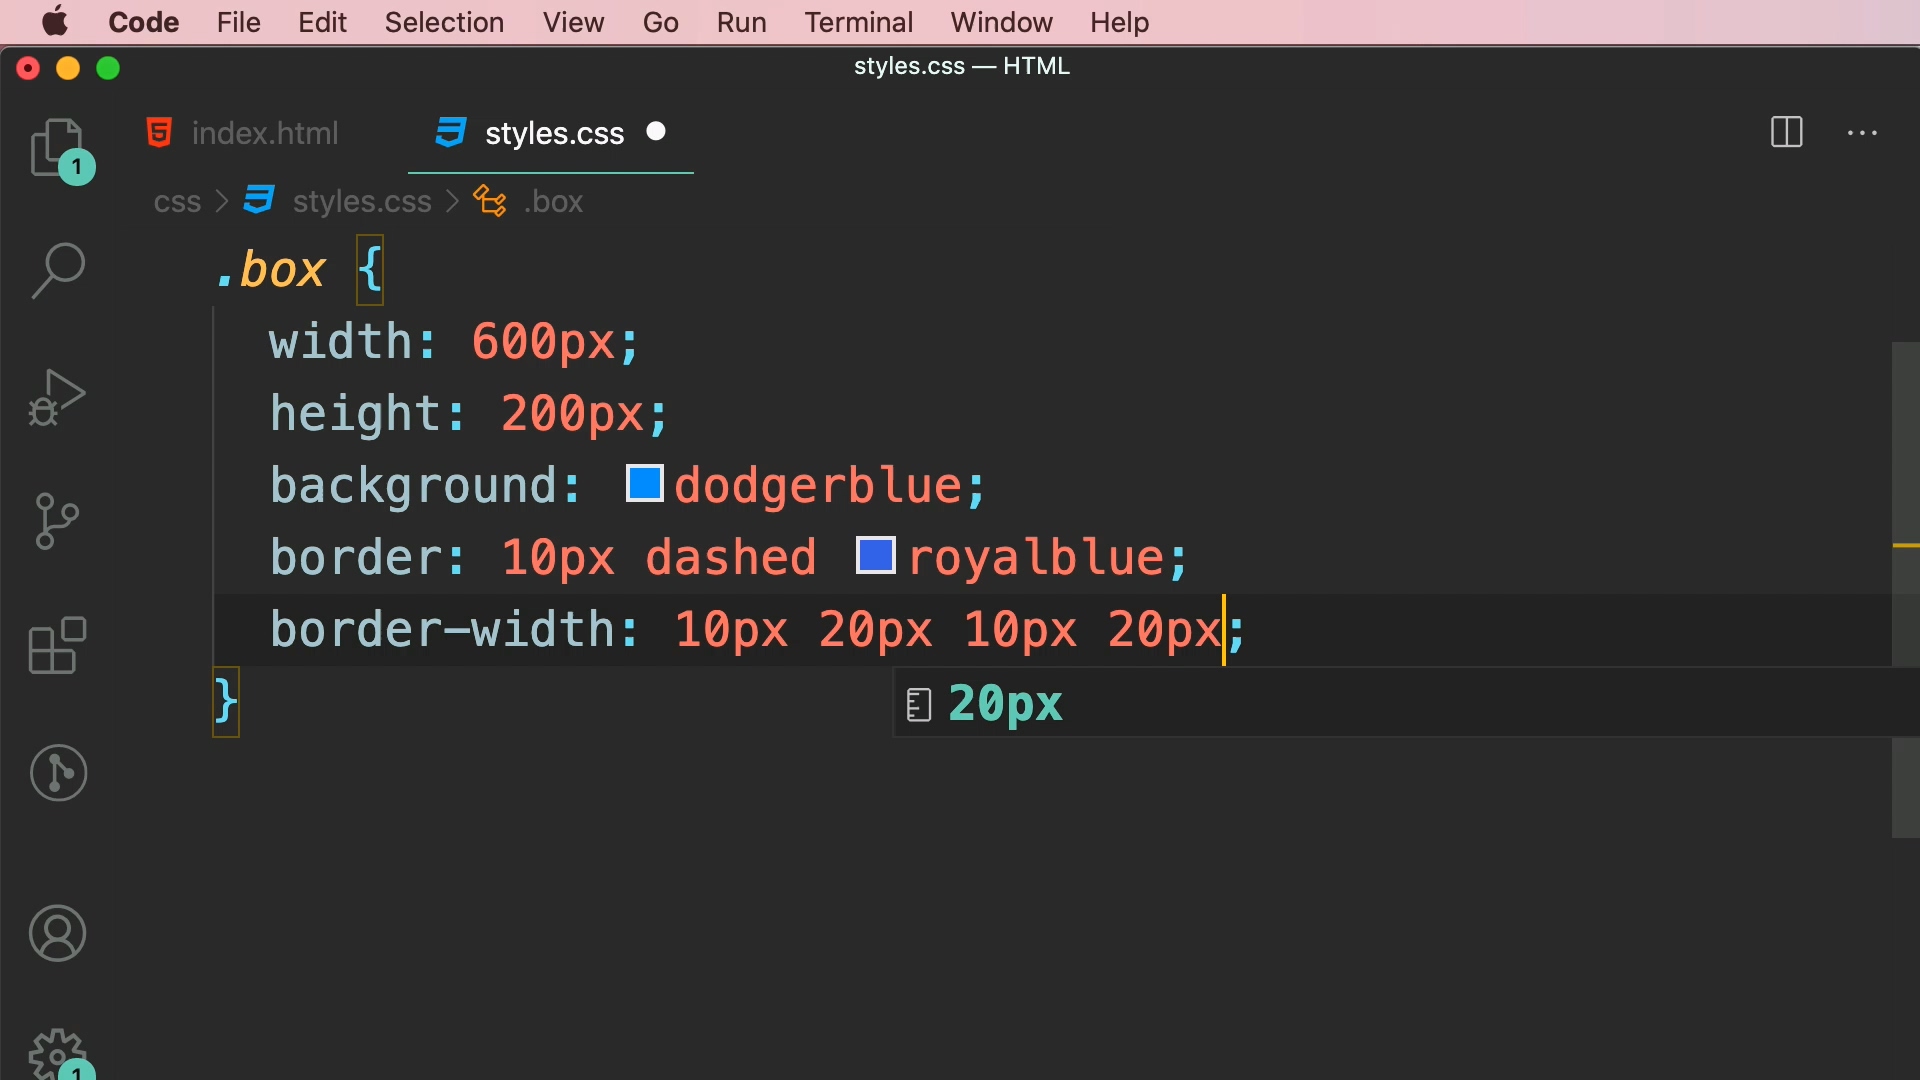 Code File Edit Selection View Go Run Terminal Window Help
styles.css — HTML
index.html styles.css
1
css > styles.css > .box
.box {
width: 600px;
height: 200px;
background: dodgerblue;
border: 10px dashed royalblue;
border-width: 10px 20px 10px 20px;
}
20px
1